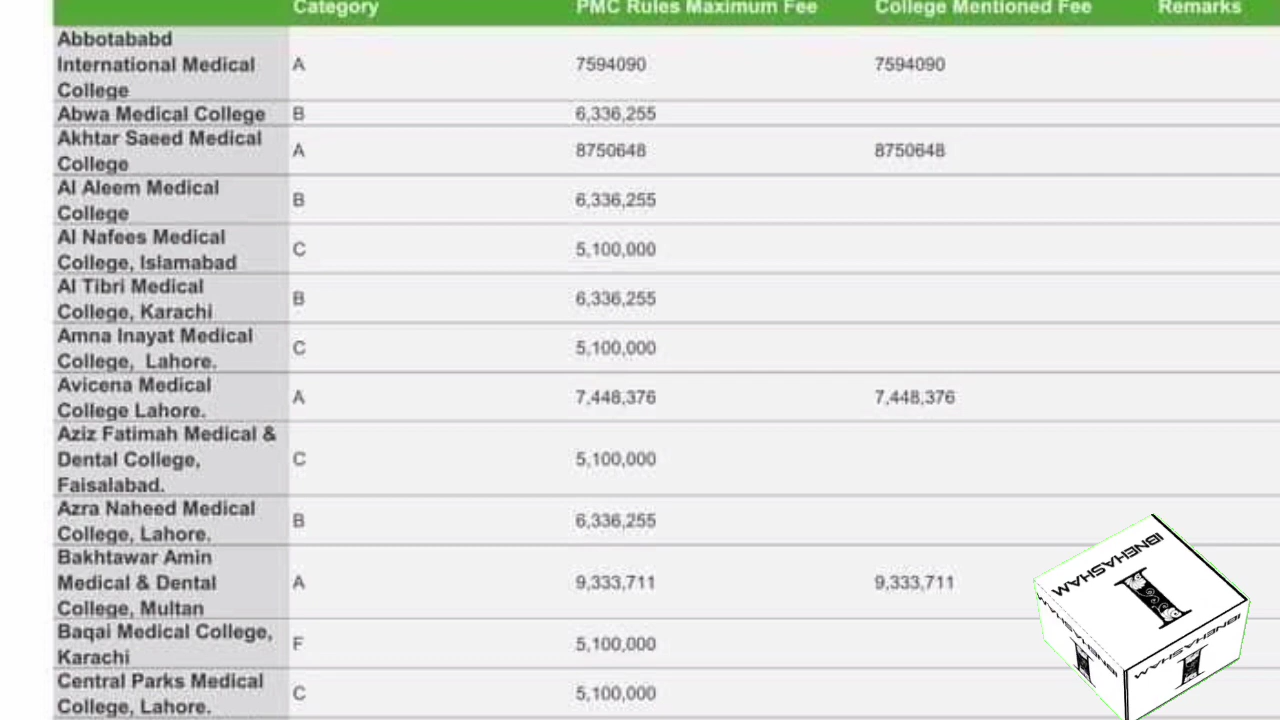 Category PMC Rules Maximum Fee College Mentioned Fee Remarks
Abbotababd
International Medical A 7594090 7594090
College
Abwa Medical College B 6,336,255
Akhtar Saeed Medical
College A 8750648 8750648
Al Aleem Medical
College B 6,336,255
Al Nafees Medical
College, Islamabad C 5,100,000
Al Tibri Medical
College, Karachi B 6,336,255
Amna Inayat Medical
College, Lahore. C 5,100,000
Avicena Medical
College Lahore. A 7,448,376 7,448,376
Aziz Fatimah Medical &
Dental College, C 5,100,000
Faisalabad.
Azra Naheed Medical
College, Lahore. B 6,336,255
Bakhtawar Amin
Medical & Dental A 9,333,711 9,333,711
College, Multan
Baqai Medical College,
Karachi F 5,100,000
Central Parks Medical
College, Lahore. C 5,100,000
IBNEHASHAM
I
IBNEHASHAM
I
I